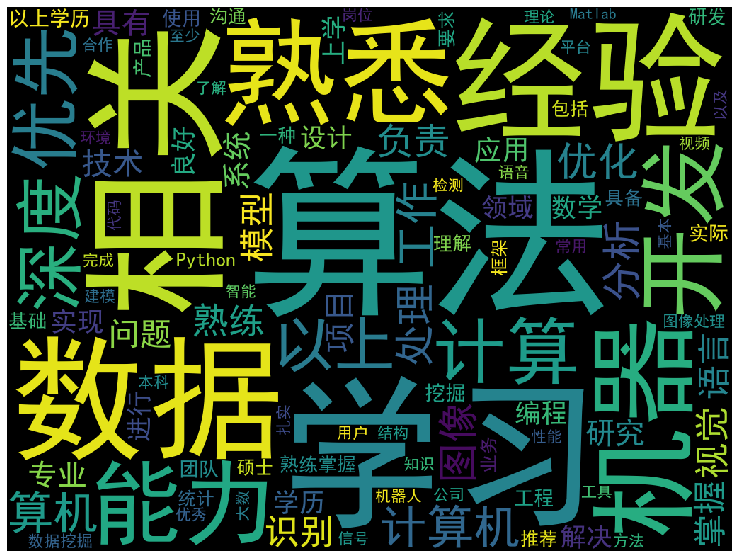 以上学历
具有
使用
沟通
岗位
要求
理论
Matlab
研发
优先
相关
产品
合作
至少
了解
上学
熟悉
经验
平台
包括
以及
环境
技术
良好
系统
一种
设计
负责
应用
语音
优化
视频
开发
深度
代码
模型
算法
工作
检测
领域
数学
具备
分析
基本
实际
完成
Python
智能
理解
框架
常用
建模
基础
实现
问题
熟练
以上
项目
处理
计算
图像处理
机器
语言
数据
本科
进行
学习
挖掘
图像
编程
研究
视觉
用户
结构
业务
性能
专业
能力
团队
硕士
熟练掌握
知识
机器人
公司
工程
工具
掌握
算机
统计
优秀
大数
学历
识别
信号
计算机
推荐
解决
方法
数据挖掘